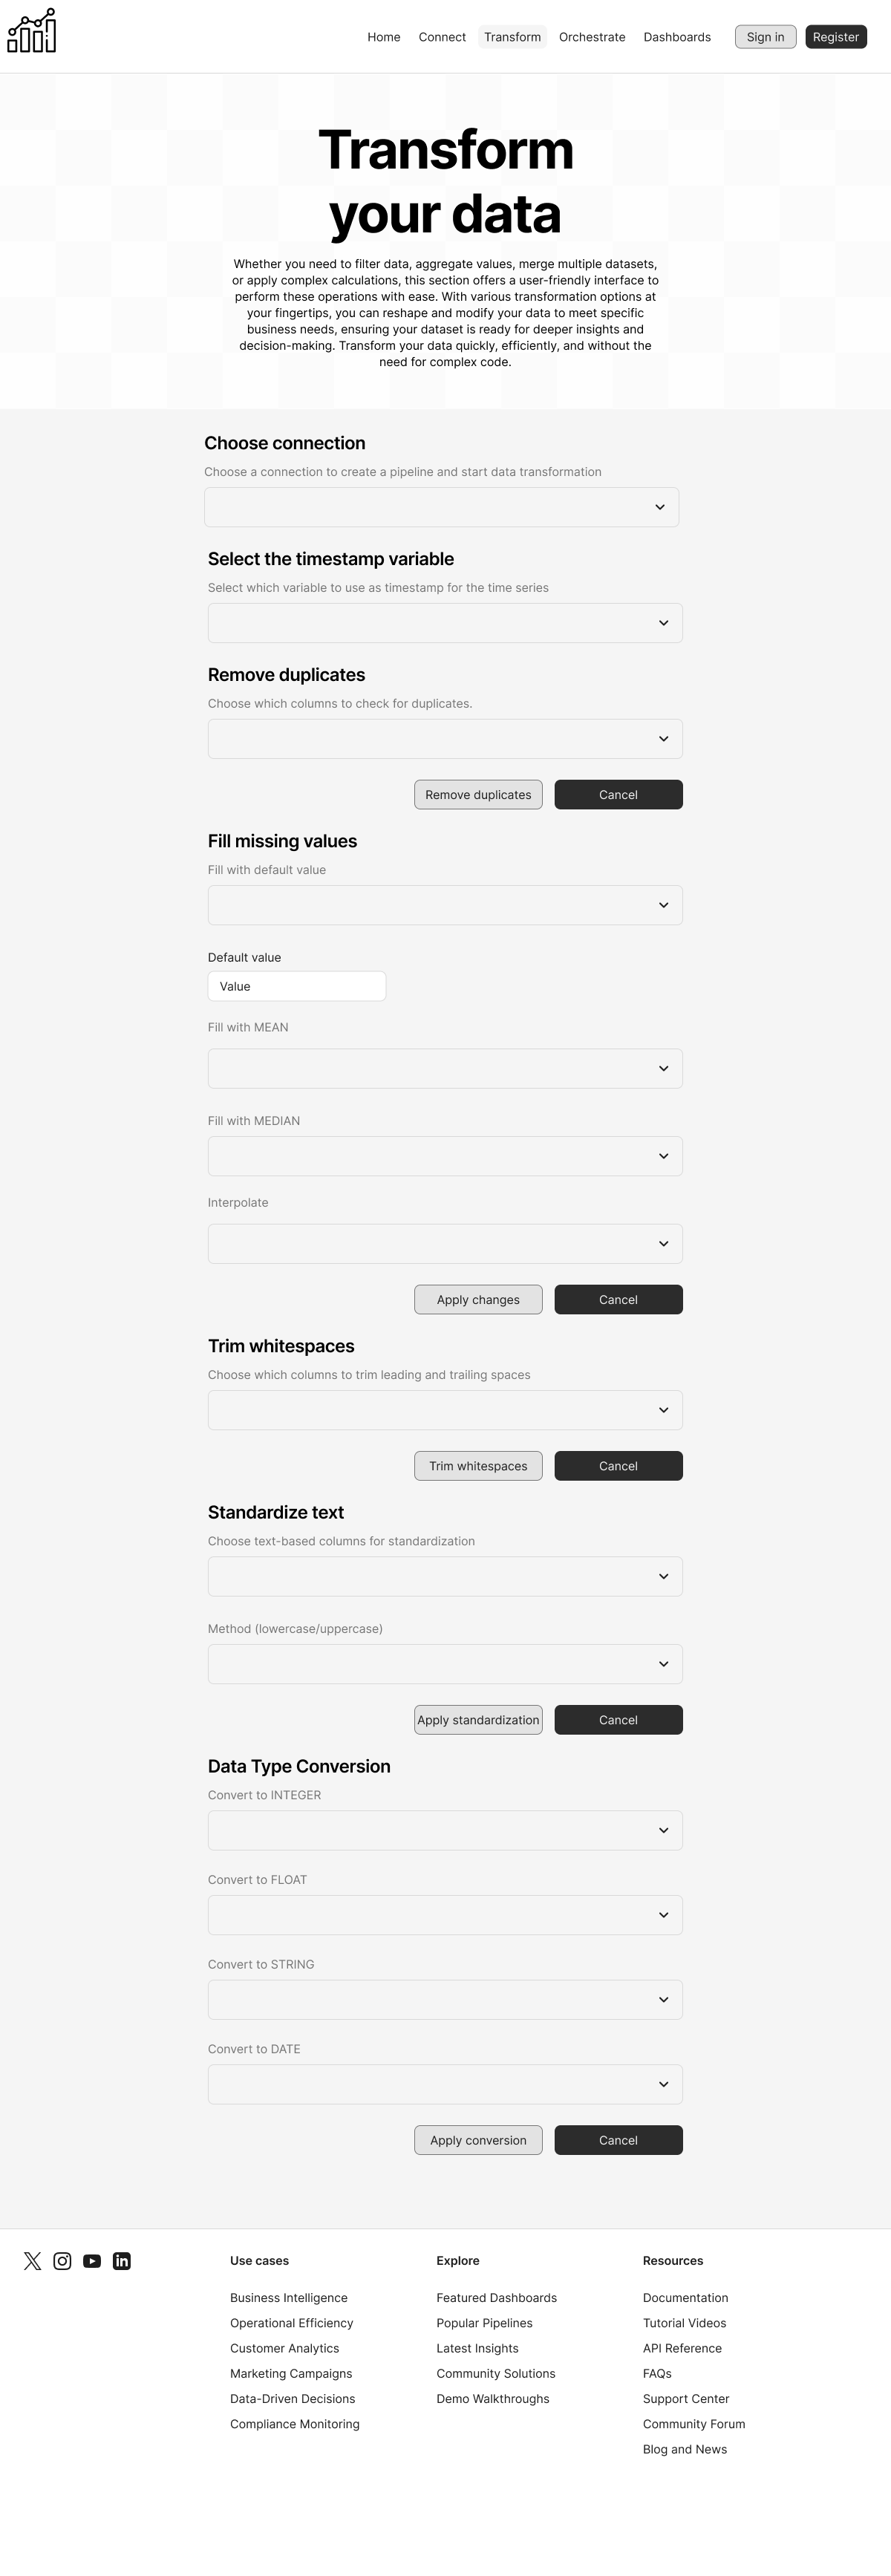 Home Connect Transform Orchestrate Dashboards Sign in Register
Transform
your data
Whether you need to filter data, aggregate values, merge multiple datasets,
or apply complex calculations, this section offers a user-friendly interface to
perform these operations with ease. With various transformation options at
your fingertips, you can reshape and modify your data to meet specific
business needs, ensuring your dataset is ready for deeper insights and
decision-making. Transform your data quickly, efficiently, and without the
need for complex code.
Choose connection
Choose a connection to create a pipeline and start data transformation
Select the timestamp variable
Select which variable to use as timestamp for the time series
Remove duplicates
Choose which columns to check for duplicates.
Remove duplicates Cancel
Fill missing values
Fill with default value
Default value
Value
Fill with MEAN
Fill with MEDIAN
Interpolate
Apply changes Cancel
Trim whitespaces
Choose which columns to trim leading and trailing spaces
Trim whitespaces Cancel
Standardize text
Choose text-based columns for standardization
Method (lowercase/uppercase)
Apply standardization Cancel
Data Type Conversion
Convert to INTEGER
Convert to FLOAT
Convert to STRING
Convert to DATE
Apply conversion Cancel
Use cases
Business Intelligence
Operational Efficiency
Customer Analytics
Marketing Campaigns
Data-Driven Decisions
Compliance Monitoring
Explore
Featured Dashboards
Popular Pipelines
Latest Insights
Community Solutions
Demo Walkthroughs
Resources
Documentation
Tutorial Videos
API Reference
FAQs
Support Center
Community Forum
Blog and News